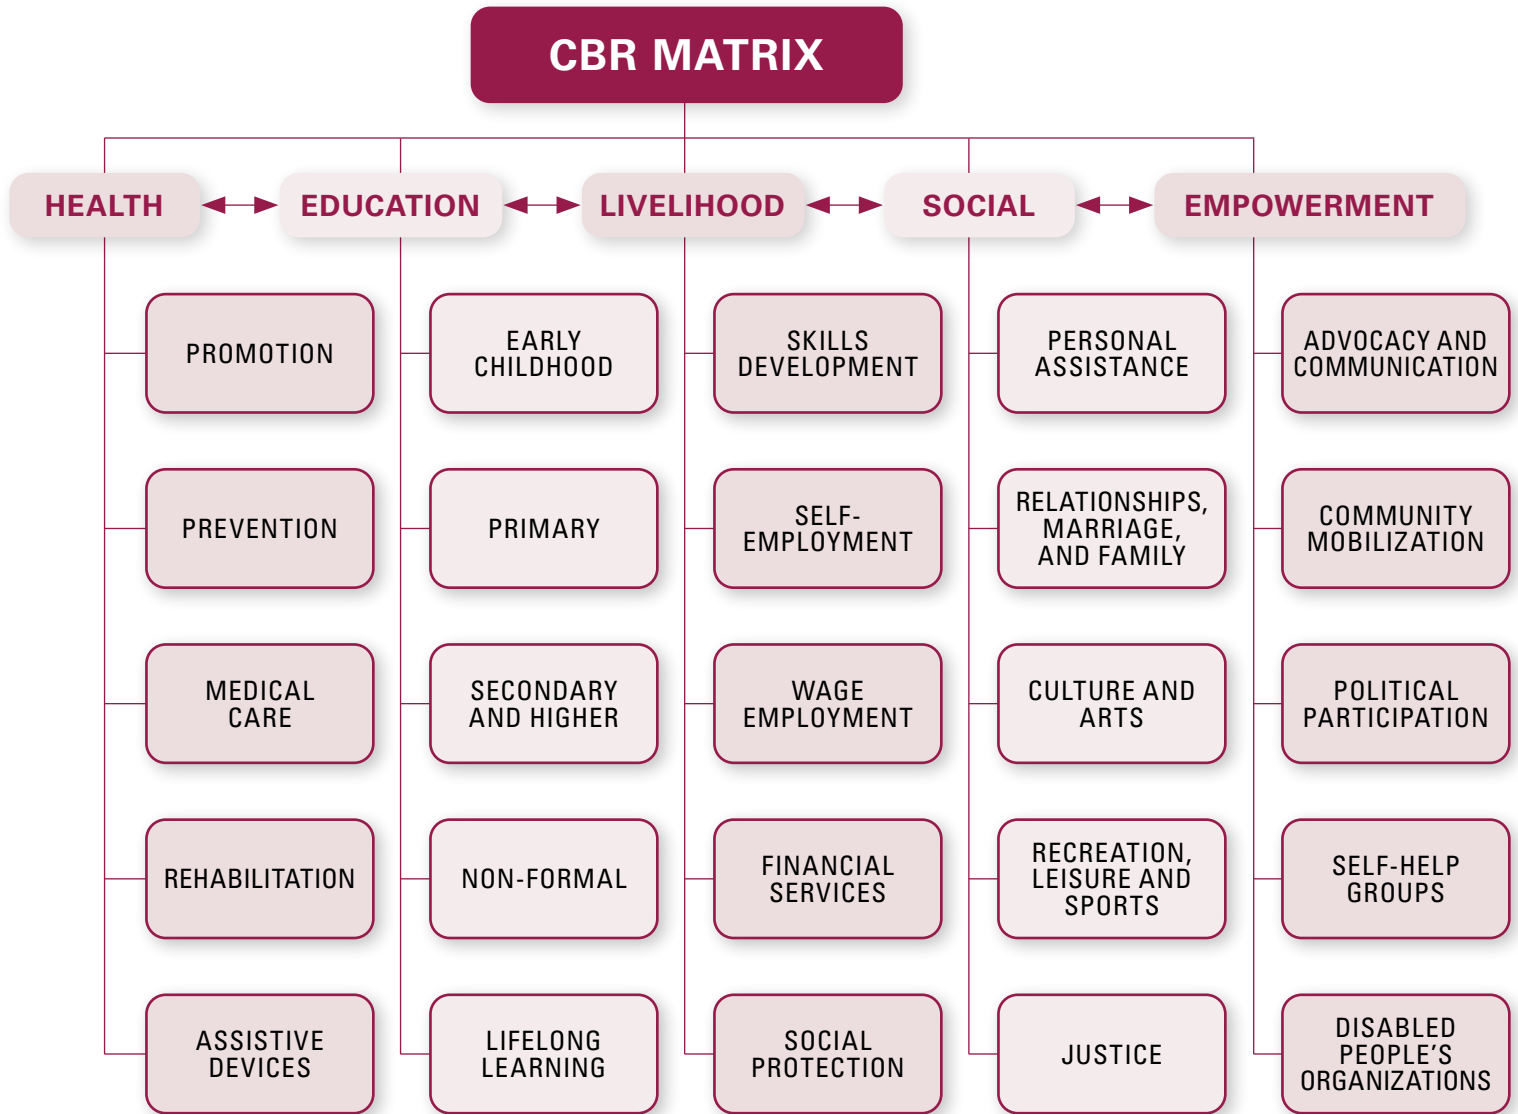 CBR MATRIX
HEALTH
EDUCATION
LIVELIHOOD
SOCIAL
EMPOWERMENT
PROMOTION
PREVENTION
MEDICAL
CARE
REHABILITATION
ASSISTIVE
DEVICES
EARLY
CHILDHOOD
PRIMARY
SECONDARY
AND HIGHER
NON-FORMAL
LIFELONG
LEARNING
SKILLS
DEVELOPMENT
SELF-
EMPLOYMENT
WAGE
EMPLOYMENT
FINANCIAL
SERVICES
SOCIAL
PROTECTION
PERSONAL
ASSISTANCE
RELATIONSHIPS,
MARRIAGE,
AND FAMILY
CULTURE AND
ARTS
RECREATION,
LEISURE AND
SPORTS
JUSTICE
ADVOCACY AND
COMMUNICATION
COMMUNITY
MOBILIZATION
POLITICAL
PARTICIPATION
SELF-HELP
GROUPS
DISABLED
PEOPLE’S
ORGANIZATIONS